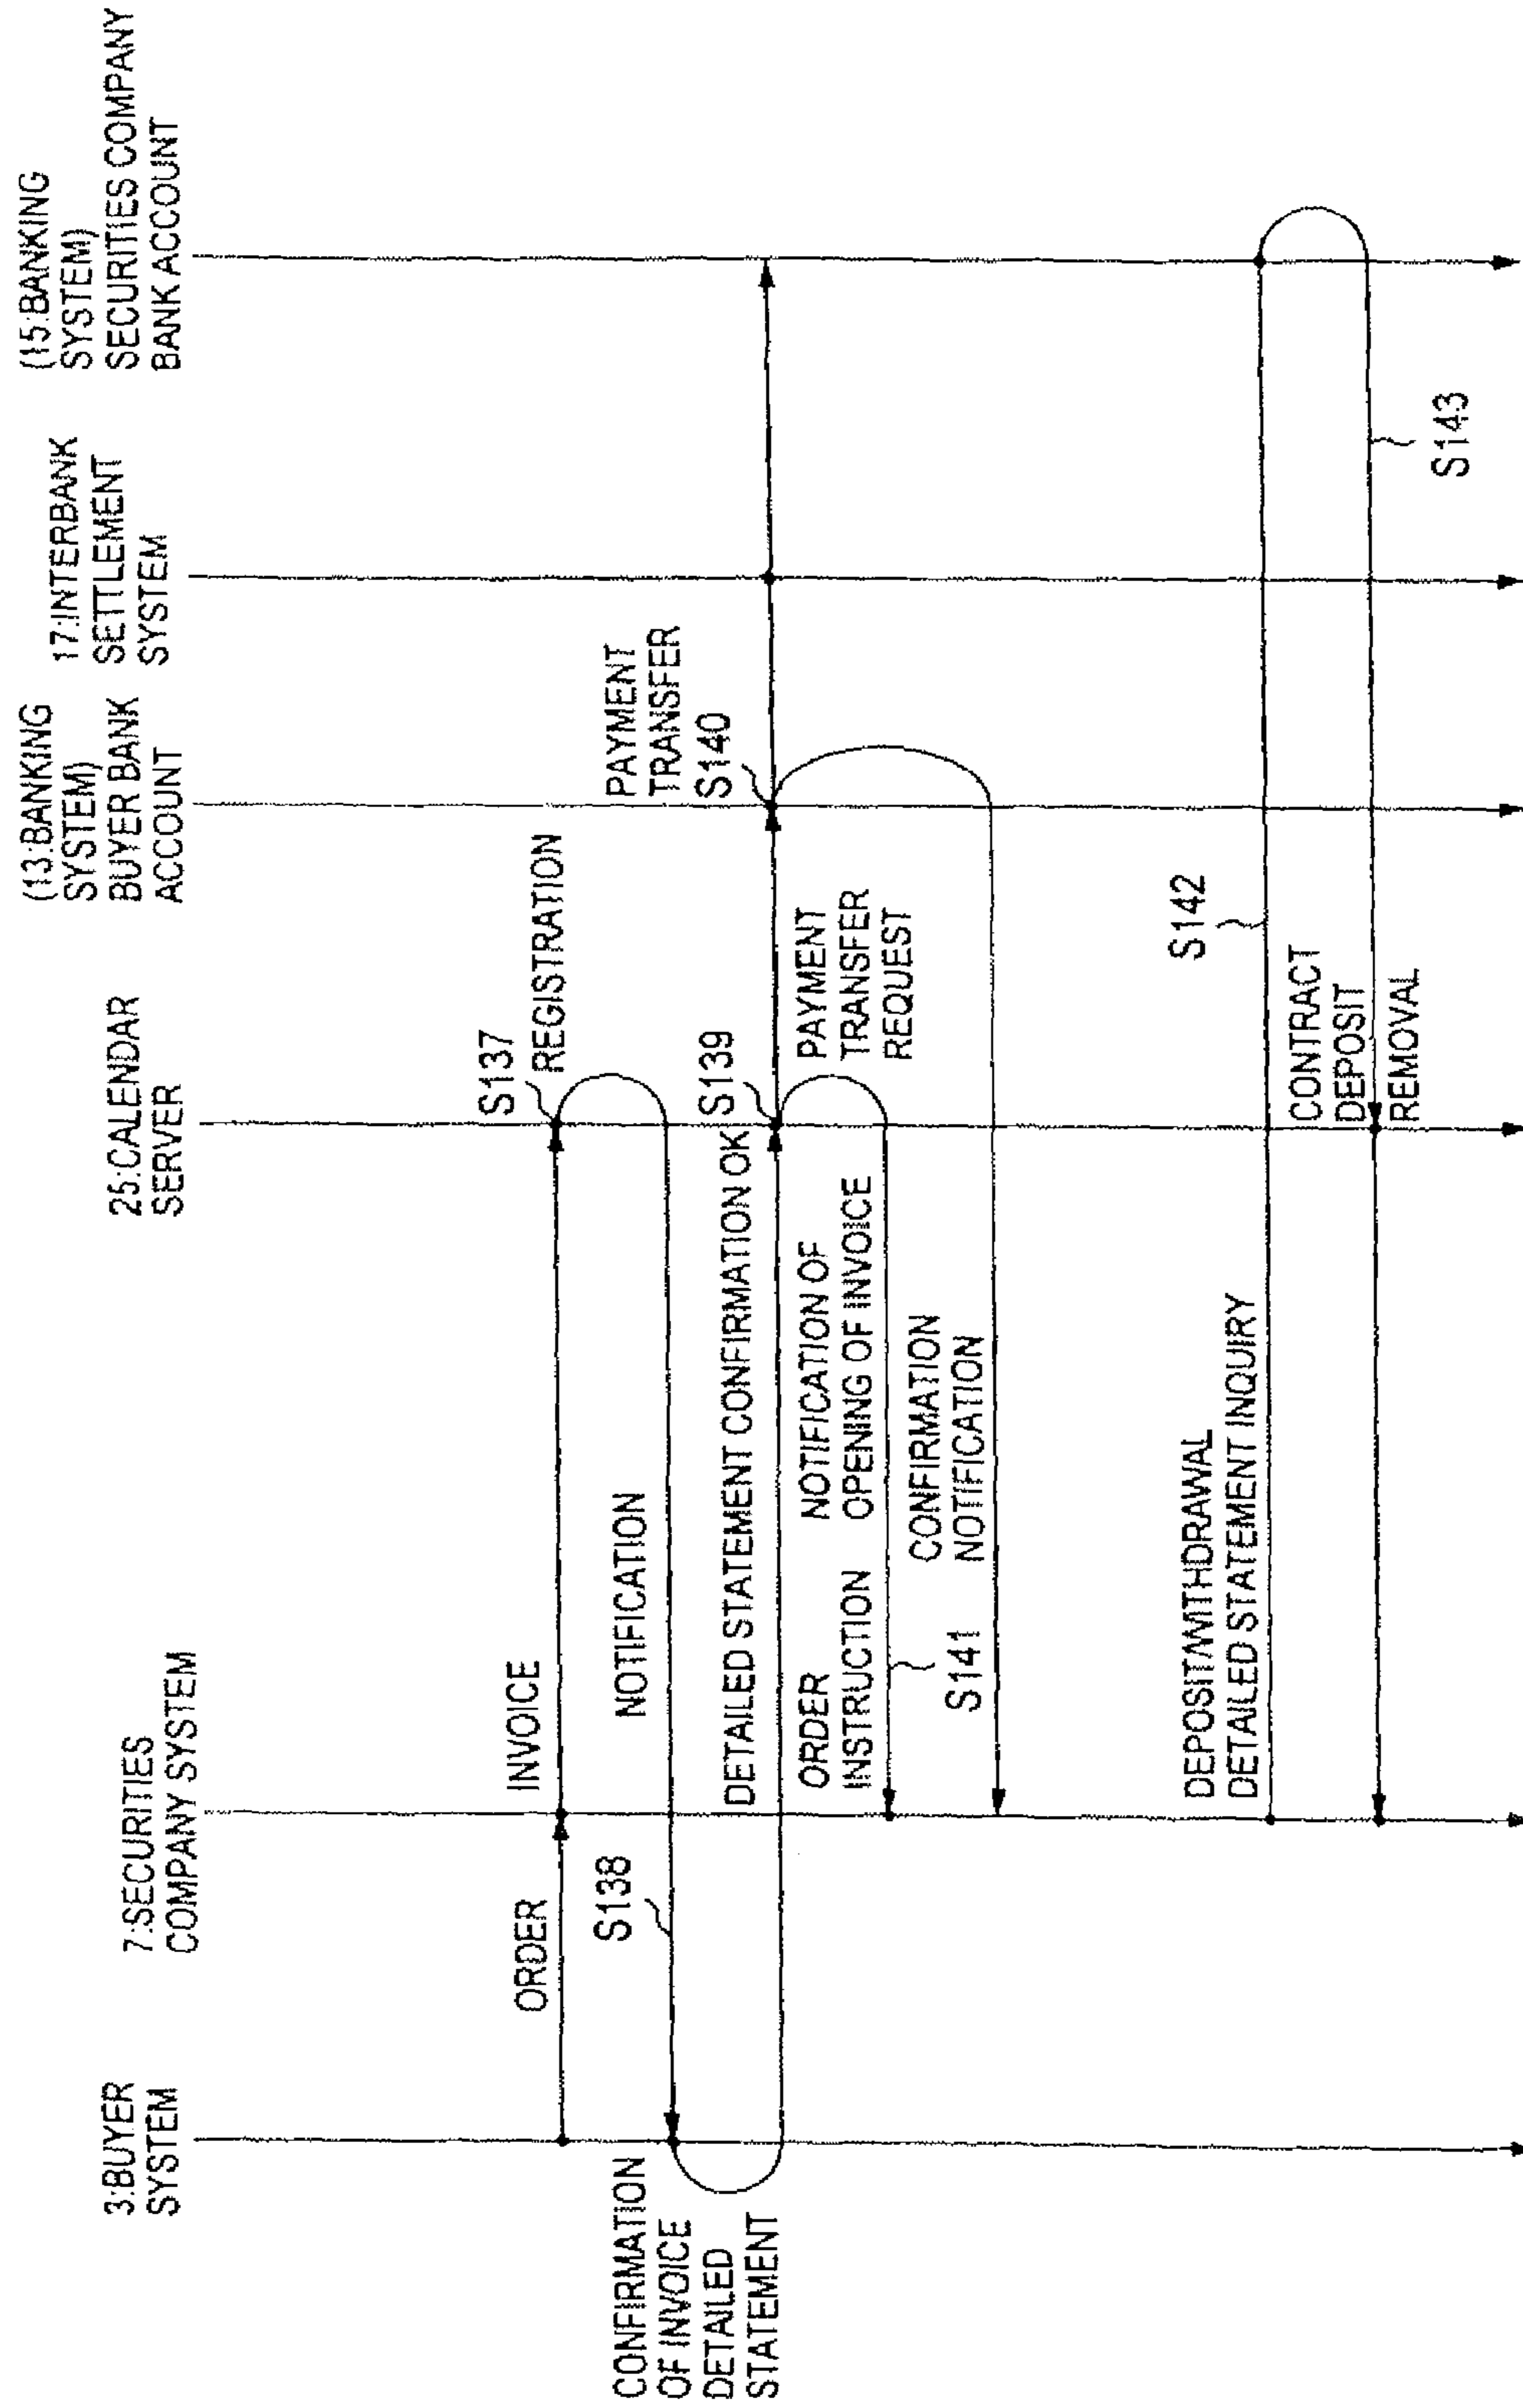 3:BUYER
SYSTEM
7:SECURITIES
COMPANY SYSTEM
25:CALENDAR
SERVER
(13:BANKING
SYSTEM)
BUYER BANK
ACCOUNT
17:INTERBANK
SETTLEMENT
SYSTEM
(15:BANKING
SYSTEM)
SECURITIES COMPANY
BANK ACCOUNT
ORDER
INVOICE
S137
REGISTRATION
NOTIFICATION
S138
CONFIRMATION
OF INVOICE
DETAILED
STATEMENT
DETAILED STATEMENT CONFIRMATION OK
S139
PAYMENT
TRANSFER
S140
PAYMENT
TRANSFER
REQUEST
ORDER
INSTRUCTION
NOTIFICATION OF
OPENING OF INVOICE
S141
CONFIRMATION
NOTIFICATION
DEPOSIT/WITHDRAWAL
DETAILED STATEMENT INQUIRY
S142
CONTRACT
DEPOSIT
REMOVAL
S143